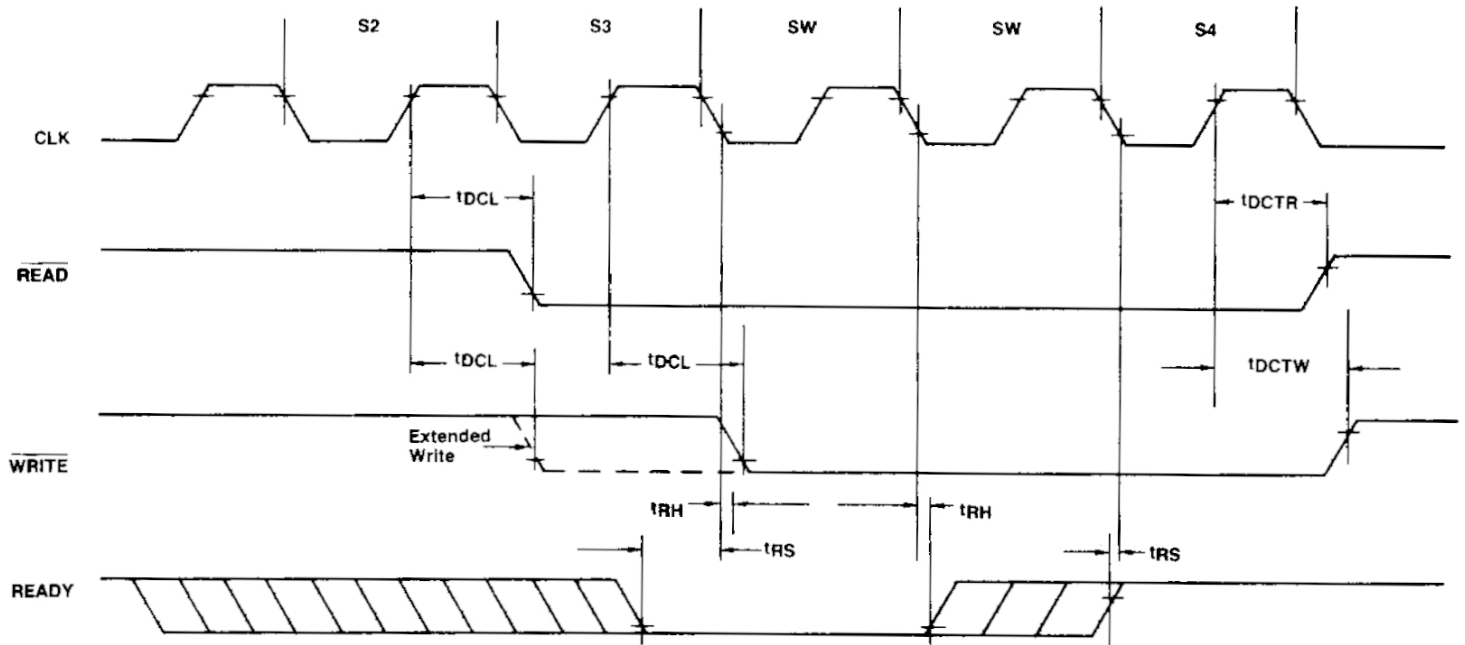 S2 S3 SW SW S4
CLK
tDCL tDCTR
READ
tDCL tDCL tDCTW
Extended
Write
WRITE
tRH tRH
tRS tRS
READY